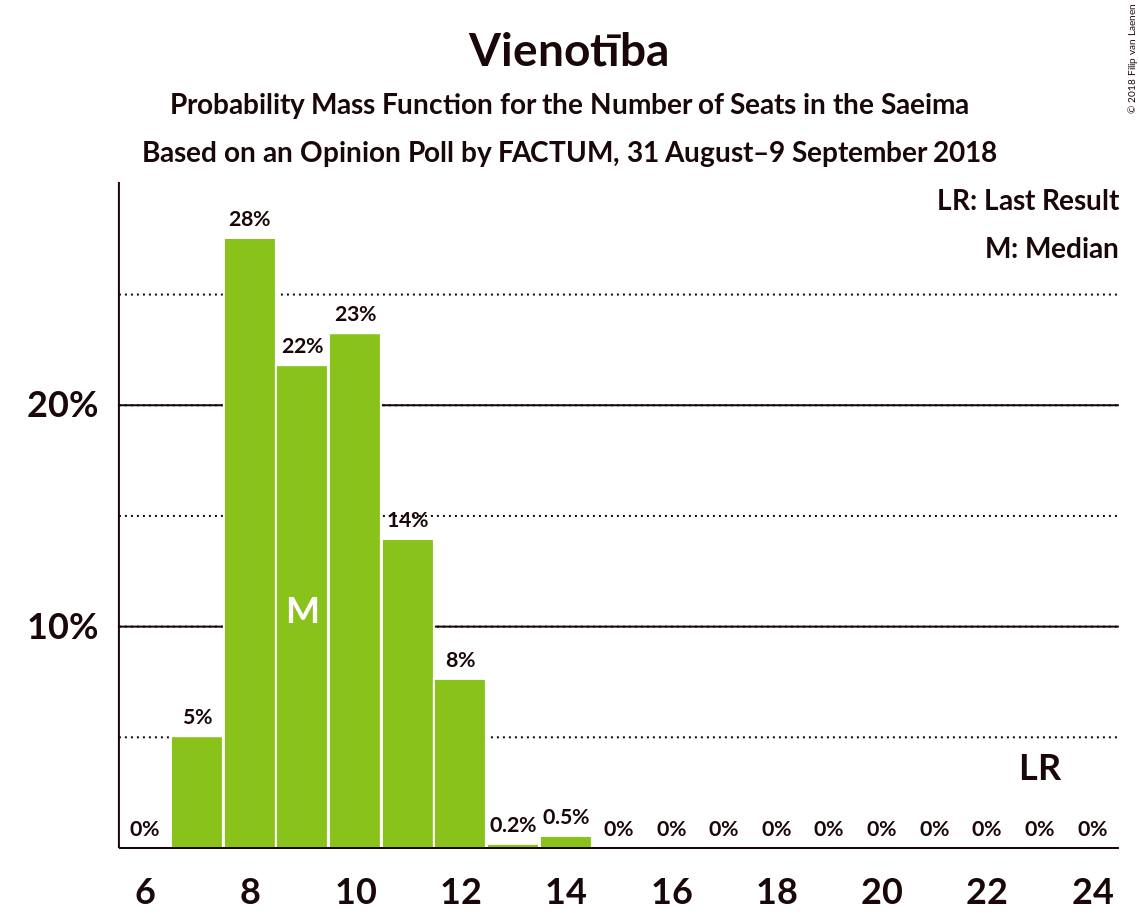 Vienotība
Probability Mass Function for the Number of Seats in the Saeima
Based on an Opinion Poll by FACTUM, 31 August–9 September 2018
© 2018 Filip van Laenen
LR: Last Result
M: Median
28%
23%
22%
20%
14%
M
10%
8%
5%
LR
0% 0.2% 0.5% 0% 0% 0% 0% 0% 0% 0% 0% 0% 0%
6 8 10 12 14 16 18 20 22 24